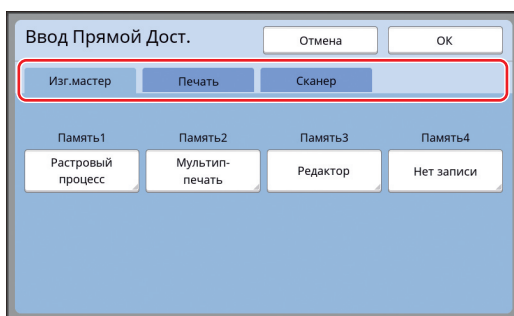 Ввод Прямой Дост.
Отмена
ОК
Изг.мастер
Печать
Сканер
Память1
Память2
Память3
Память4
Растровый
процесс
Мультип-
печать
Редактор
Нет записи